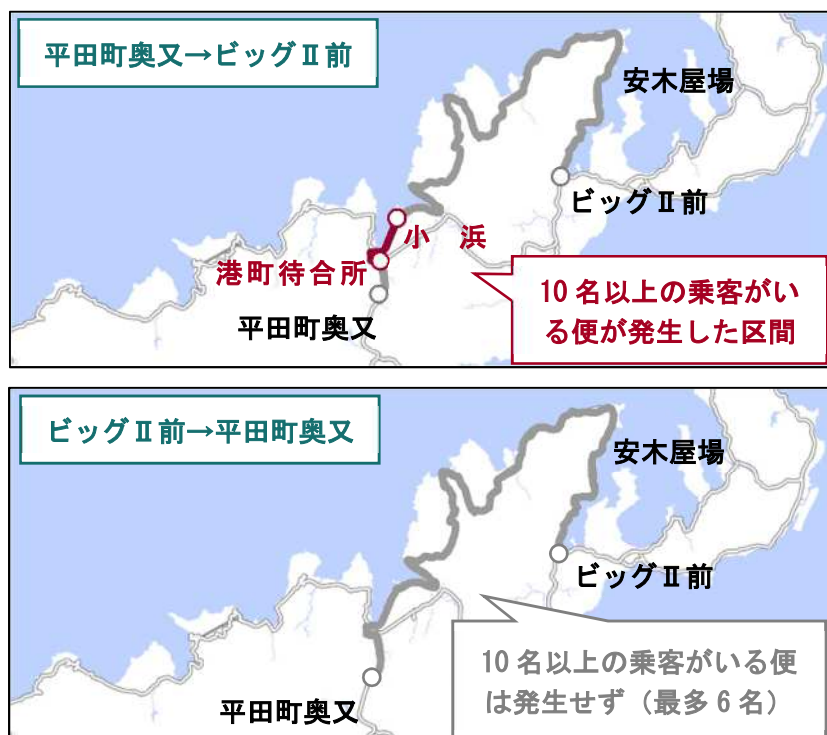 平田町奥又→ビッグⅡ前
安木屋場
ビッグⅡ前
小 浜
港町待合所
平田町奥又
10名以上の乗客がい
る便が発生した区間
ビッグⅡ前→平田町奥又
安木屋場
ビッグⅡ前
平田町奥又
10名以上の乗客がいる便
は発生せず（最多6名）